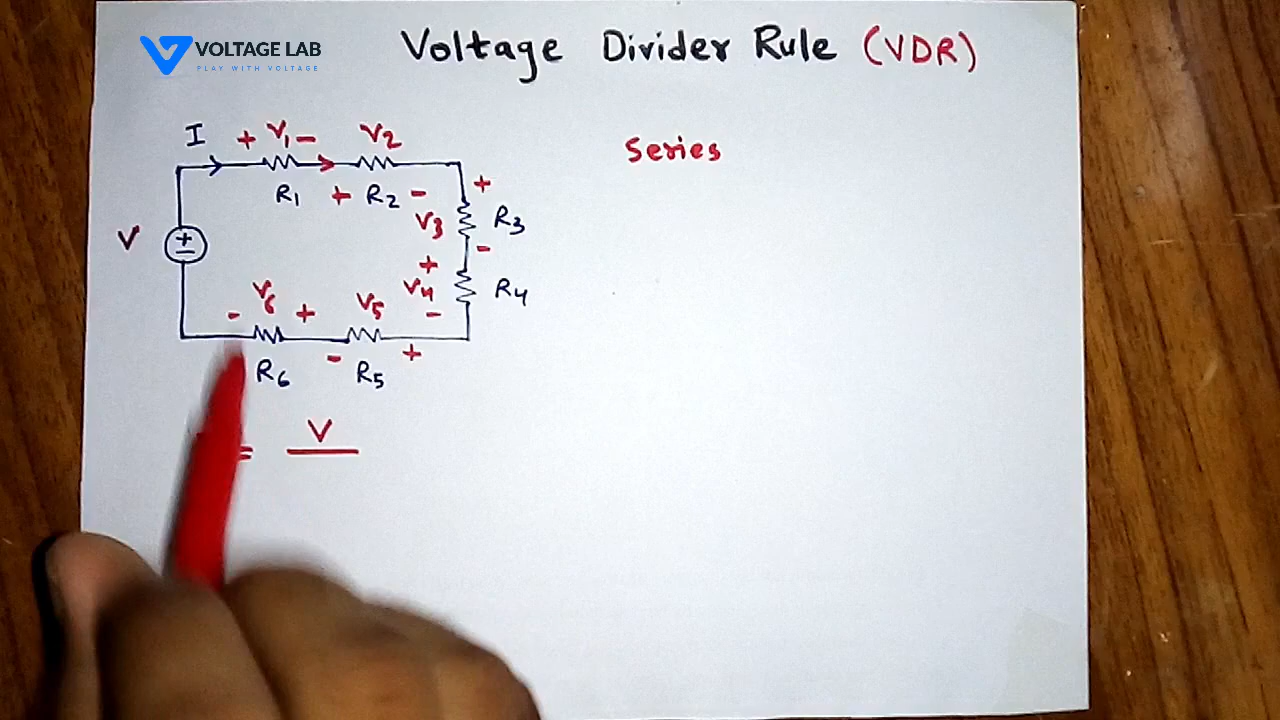 VOLTAGE LAB
PLAY WITH VOLTAGE
Voltage Divider Rule (VDR)
Series
I + V1 - V2
R1 + R2 -
+
V3 R3
-
V
+ -
+
V4 R4
-
- V6 + V5
R6 - R5 +
= V